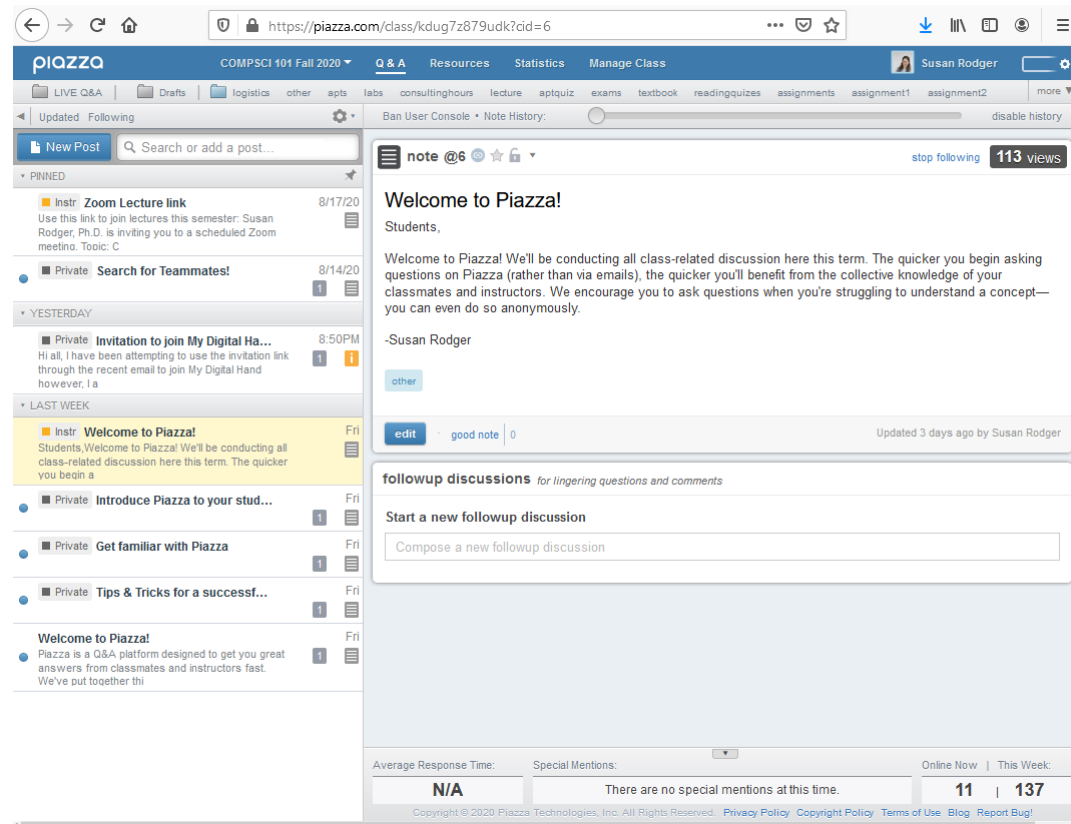 https://piazza.com/class/kdug7z879udk?cid=6
piazza COMPSCI 101 Fall 2020 Q & A Resources Statistics Manage Class Susan Rodger
LIVE Q&A Drafts logistics other apts labs consultinghours lecture aptquiz exams textbook readingquizes assignments assignment1 assignment2 more
Updated Following
Ban User Console • Note History: disable history
New Post Search or add a post...
PINNED
Instr Zoom Lecture link 8/17/20
Use this link to join lectures this semester: Susan
Rodger, Ph.D. is inviting you to a scheduled Zoom
meeting. Topic: C
Private Search for Teammates! 8/14/20
1
YESTERDAY
Private Invitation to join My Digital Ha... 8:50PM
Hi all, I have been attempting to use the invitation link
through the recent email to join My Digital Hand
however, I a
1 i
LAST WEEK
Instr Welcome to Piazza! Fri
Students,Welcome to Piazza! We'll be conducting all
class-related discussion here this term. The quicker
you begin a
Private Introduce Piazza to your stud... Fri
1
Private Get familiar with Piazza Fri
1
Private Tips & Tricks for a successf... Fri
1
Welcome to Piazza! Fri
Piazza is a Q&A platform designed to get you great
answers from classmates and instructors fast.
We've put together thi
1
note @6 stop following 113 views
Welcome to Piazza!
Students,
Welcome to Piazza! We'll be conducting all class-related discussion here this term. The quicker you begin asking
questions on Piazza (rather than via emails), the quicker you'll benefit from the collective knowledge of your
classmates and instructors. We encourage you to ask questions when you're struggling to understand a concept—
you can even do so anonymously.
-Susan Rodger
other
edit · good note 0 Updated 3 days ago by Susan Rodger
followup discussions for lingering questions and comments
Start a new followup discussion
Compose a new followup discussion
Average Response Time: Special Mentions: Online Now | This Week:
N/A There are no special mentions at this time. 11 | 137
Copyright © 2020 Piazza Technologies, Inc. All Rights Reserved. Privacy Policy Copyright Policy Terms of Use Blog Report Bug!